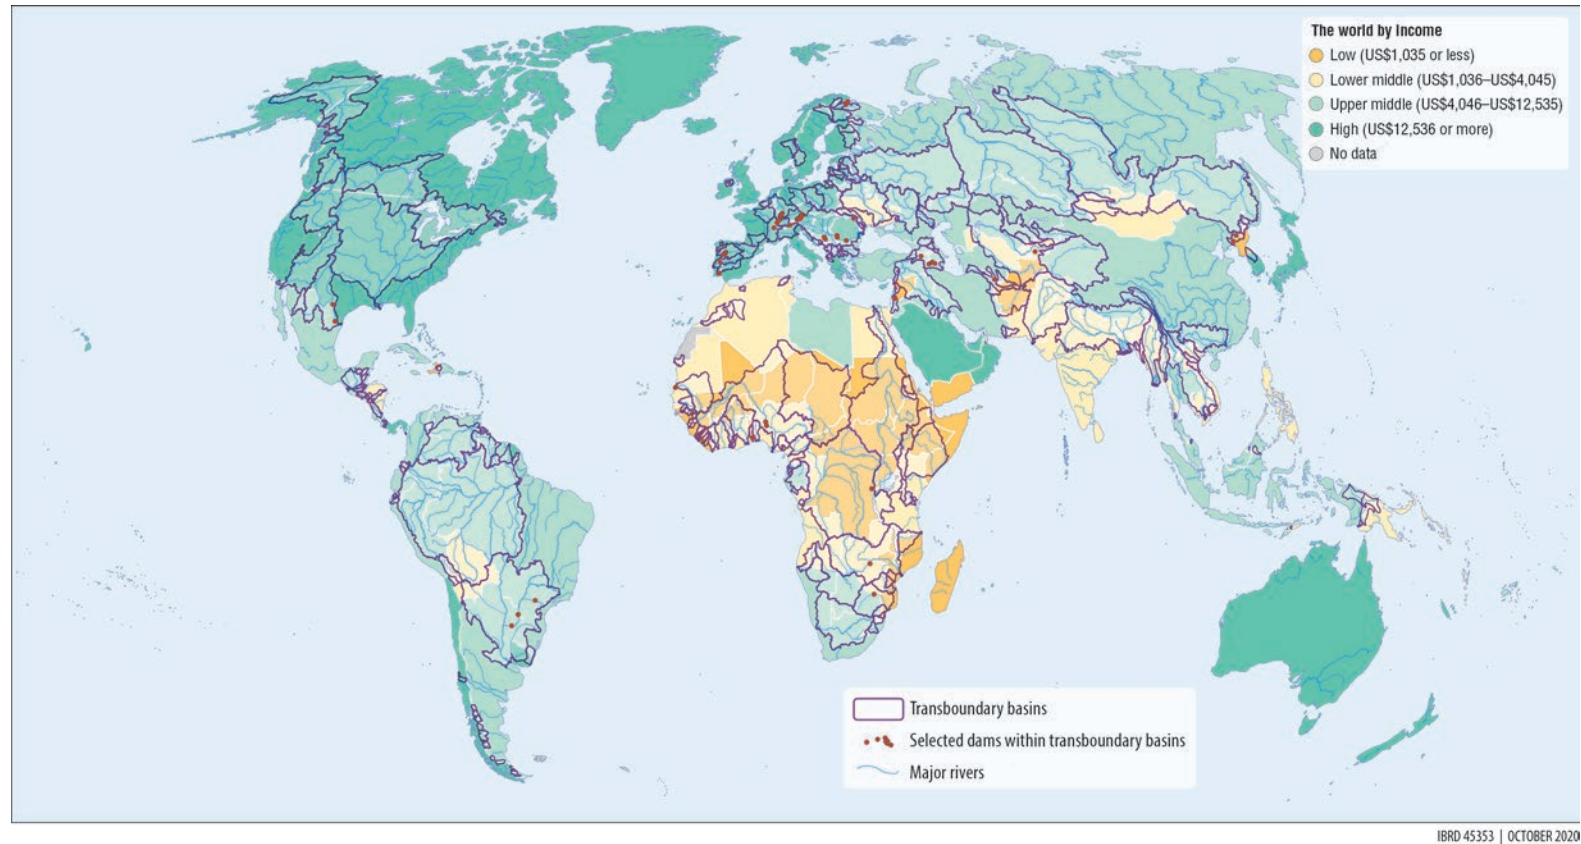 The world by Income
Low (US$1,035 or less)
Lower middle (US$1,036–US$4,045)
Upper middle (US$4,046–US$12,535)
High (US$12,536 or more)
No data
Transboundary basins
Selected dams within transboundary basins
Major rivers
IBRD 45353 | OCTOBER 2020